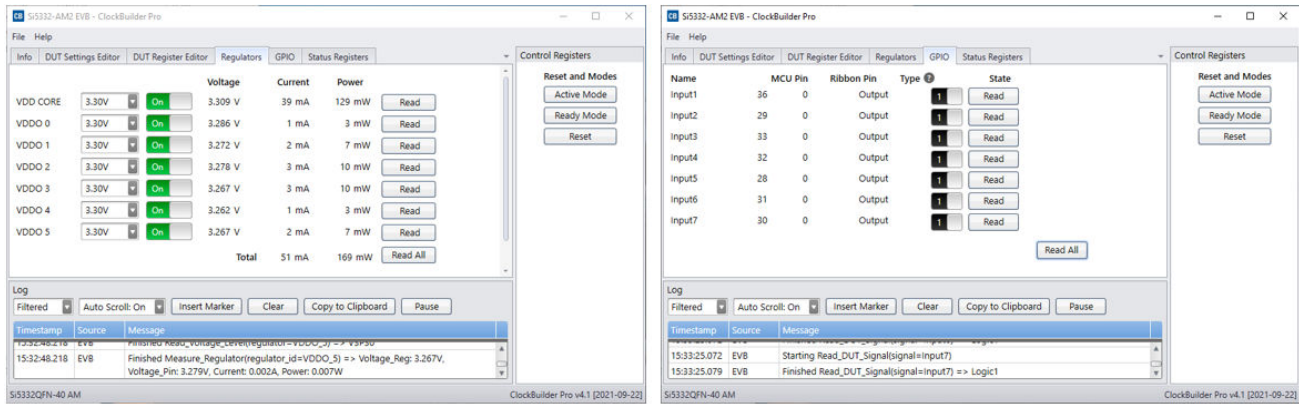 CB Si5332-AM2 EVB - ClockBuilder Pro
File Help
Info DUT Settings Editor DUT Register Editor Regulators GPIO Status Registers
Voltage Current Power
VDD CORE 3.30V On 3.309 V 39 mA 129 mW Read
VDDO 0 3.30V On 3.286 V 1 mA 3 mW Read
VDDO 1 3.30V On 3.272 V 2 mA 7 mW Read
VDDO 2 3.30V On 3.278 V 3 mA 10 mW Read
VDDO 3 3.30V On 3.267 V 3 mA 10 mW Read
VDDO 4 3.30V On 3.262 V 1 mA 3 mW Read
VDDO 5 3.30V On 3.267 V 2 mA 7 mW Read
Total 51 mA 169 mW Read All
Control Registers
Reset and Modes
Active Mode
Ready Mode
Reset
Log
Filtered Auto Scroll: On Insert Marker Clear Copy to Clipboard Pause
Timestamp Source Message
15:32:48.218 EVB Finished Read_Voltage_Level(regulator=VDDO_5) => V3P30
15:32:48.218 EVB Finished Measure_Regulator(regulator_id=VDDO_5) => Voltage_Reg: 3.267V,
Voltage_Pin: 3.279V, Current: 0.002A, Power: 0.007W
Si5332QFN-40 AM ClockBuilder Pro v4.1 [2021-09-22]
CB Si5332-AM2 EVB - ClockBuilder Pro
File Help
Info DUT Settings Editor DUT Register Editor Regulators GPIO Status Registers
Name MCU Pin Ribbon Pin Type ? State
Input1 36 0 Output 1 Read
Input2 29 0 Output 1 Read
Input3 33 0 Output 1 Read
Input4 32 0 Output 1 Read
Input5 28 0 Output 1 Read
Input6 31 0 Output 1 Read
Input7 30 0 Output 1 Read
Read All
Control Registers
Reset and Modes
Active Mode
Ready Mode
Reset
Log
Filtered Auto Scroll: On Insert Marker Clear Copy to Clipboard Pause
Timestamp Source Message
15:33:25.072 EVB Starting Read_DUT_Signal(signal=Input7)
15:33:25.079 EVB Finished Read_DUT_Signal(signal=Input7) => Logic1
Si5332QFN-40 AM ClockBuilder Pro v4.1 [2021-09-22]